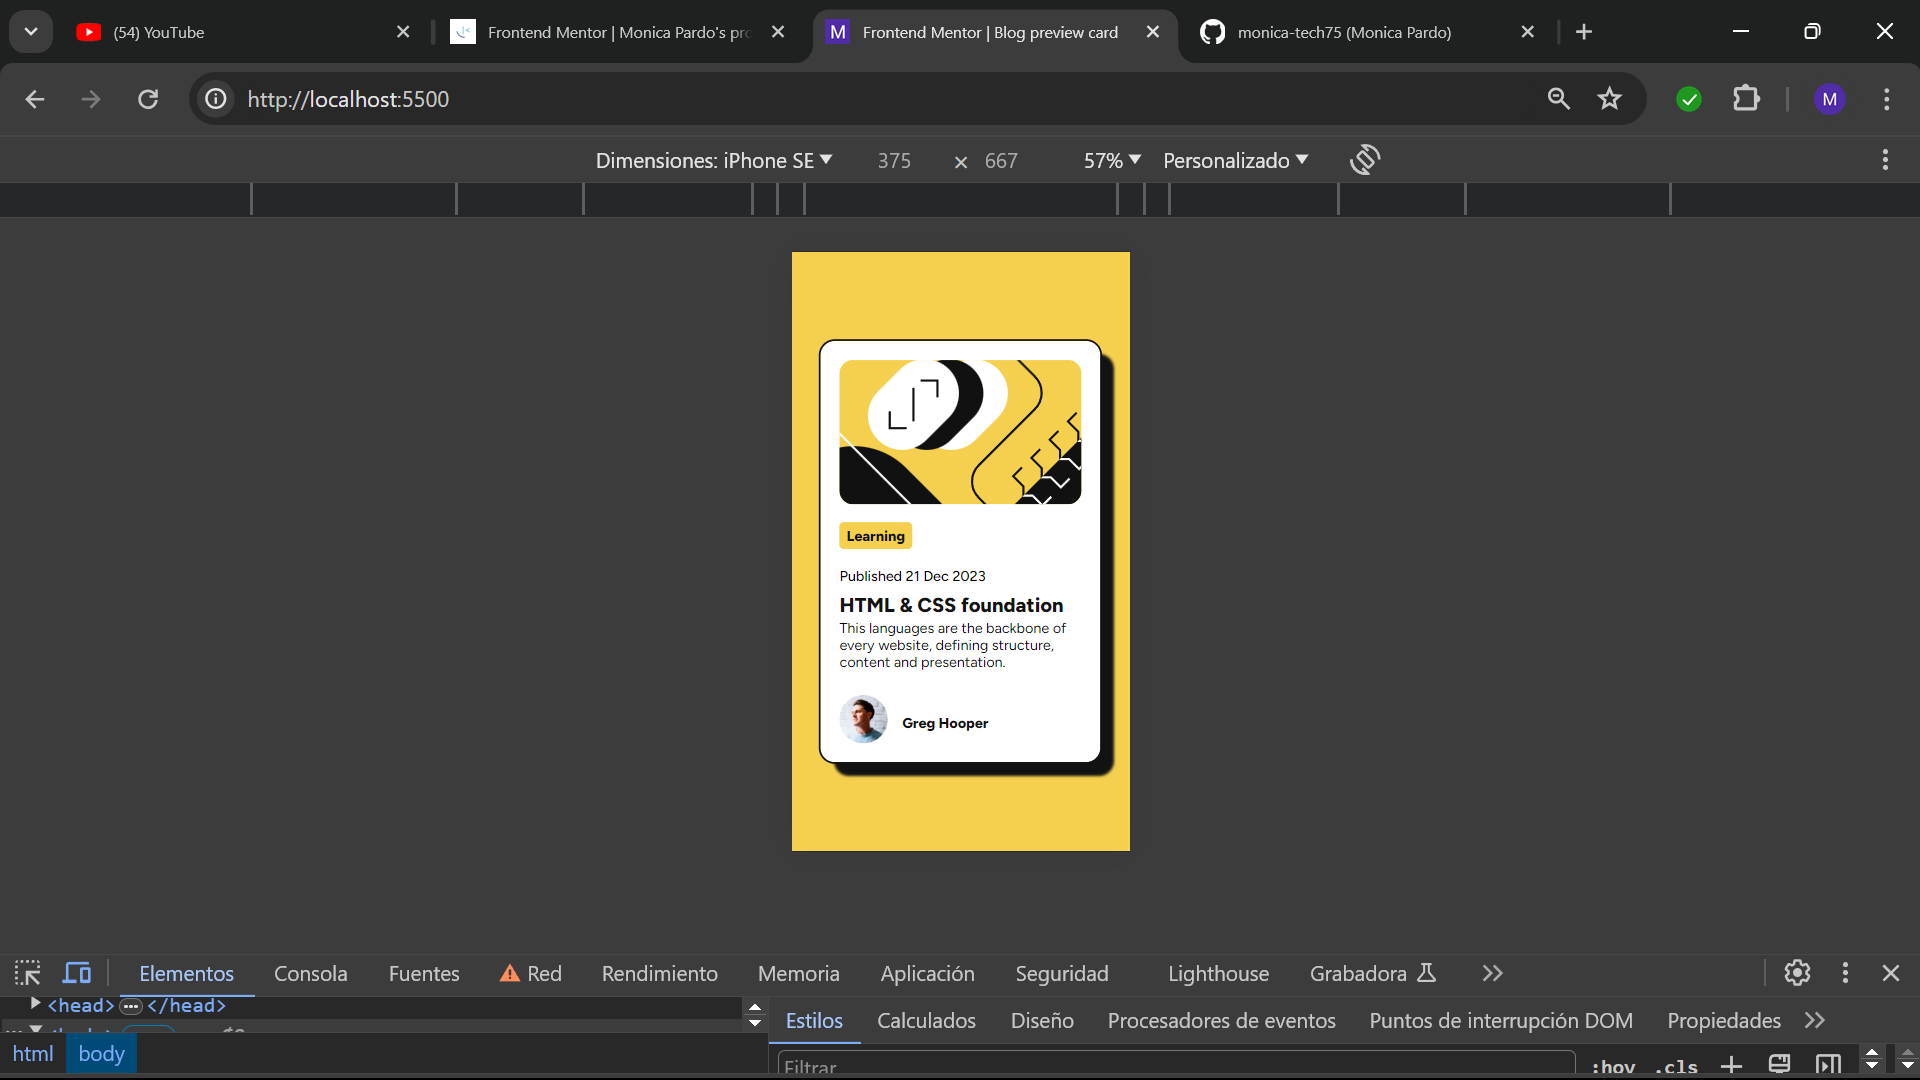 (54) YouTube
Frontend Mentor | Monica Pardo's pro
M Frontend Mentor | Blog preview card
monica-tech75 (Monica Pardo)
http://localhost:5500
M
Dimensiones: iPhone SE 375 × 667 57% Personalizado
Learning
Published 21 Dec 2023
HTML & CSS foundation
This languages are the backbone of
every website, defining structure,
content and presentation.
Greg Hooper
Elementos Consola Fuentes Red Rendimiento Memoria Aplicación Seguridad Lighthouse Grabadora
<head> ••• </head>
html body
Estilos Calculados Diseño Procesadores de eventos Puntos de interrupción DOM Propiedades
Filtrar :hov .cls